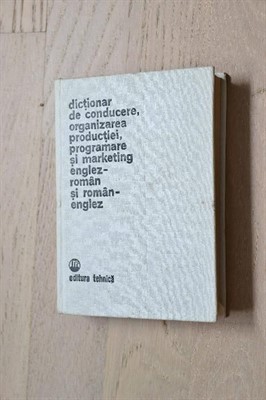 dicționar
de conducere,
organizarea
producției,
programare
și marketing
englez-
român
și român-
englez
editura tehnică